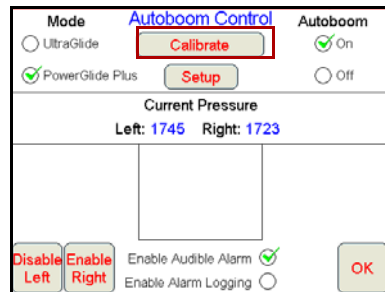 Mode
Autoboom Control
Autoboom
UltraGlide
Calibrate
On
PowerGlide Plus
Setup
Off
Current Pressure
Left: 1745 Right: 1723
Disable Left
Enable Right
Enable Audible Alarm
Enable Alarm Logging
OK